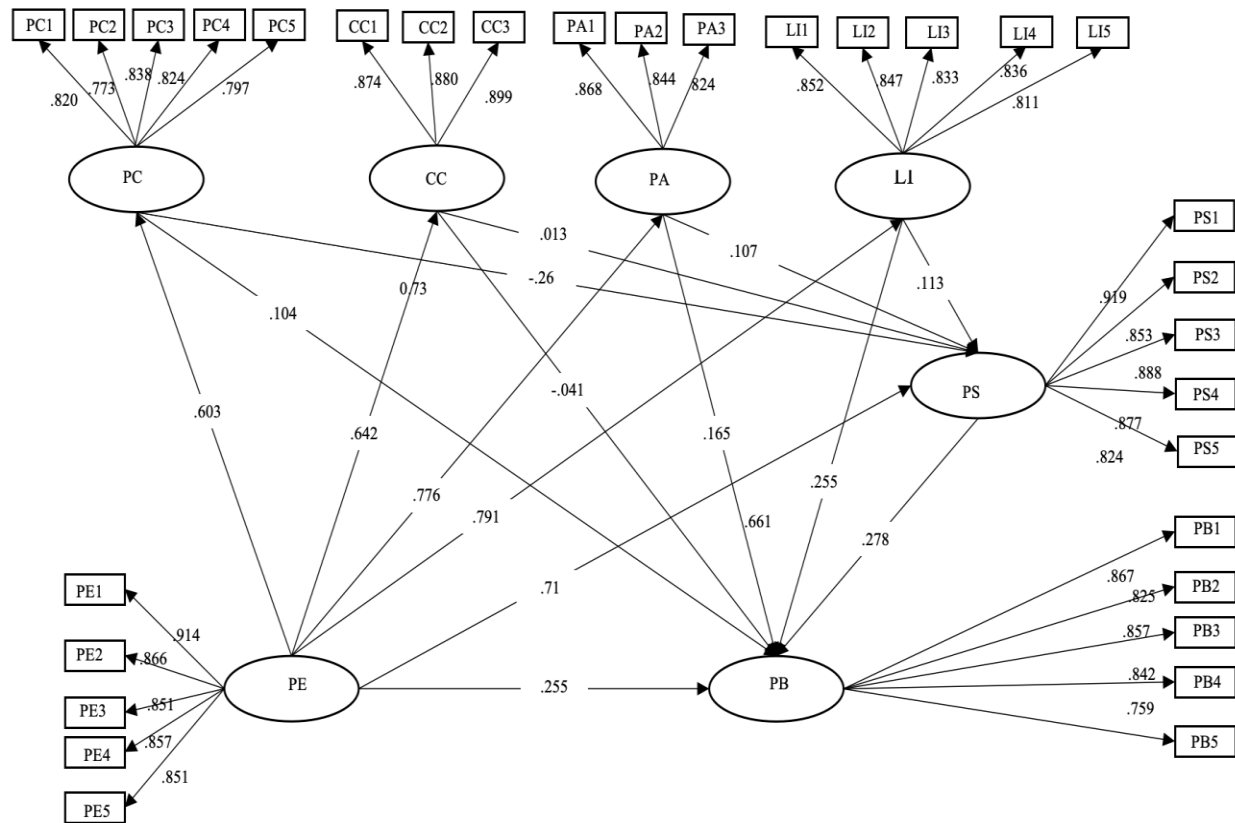 PC1 PC2 PC3 PC4 PC5 CC1 CC2 CC3 PA1 PA2 PA3 LI1 LI2 LI3 LI4 LI5
.820 .773 .838 .824 .797 .874 .880 .899 .868 .844 824 .852 .847 .833 .836 .811
PC CC PA LI
PS1
.013 .107
-.26 .113
PS2
0.73
.919
.104
.853 PS3
-.041
.888
PS PS4
.603 .642 .165 .877
.824 PS5
.776 .791 .255
.661 .278
PB1
.71
.867
PE1 .825 PB2
.914 .857 PB3
PE2 .866
PE .255 PB .842 PB4
PE3 .851 .759
.857 PB5
PE4
.851
PE5